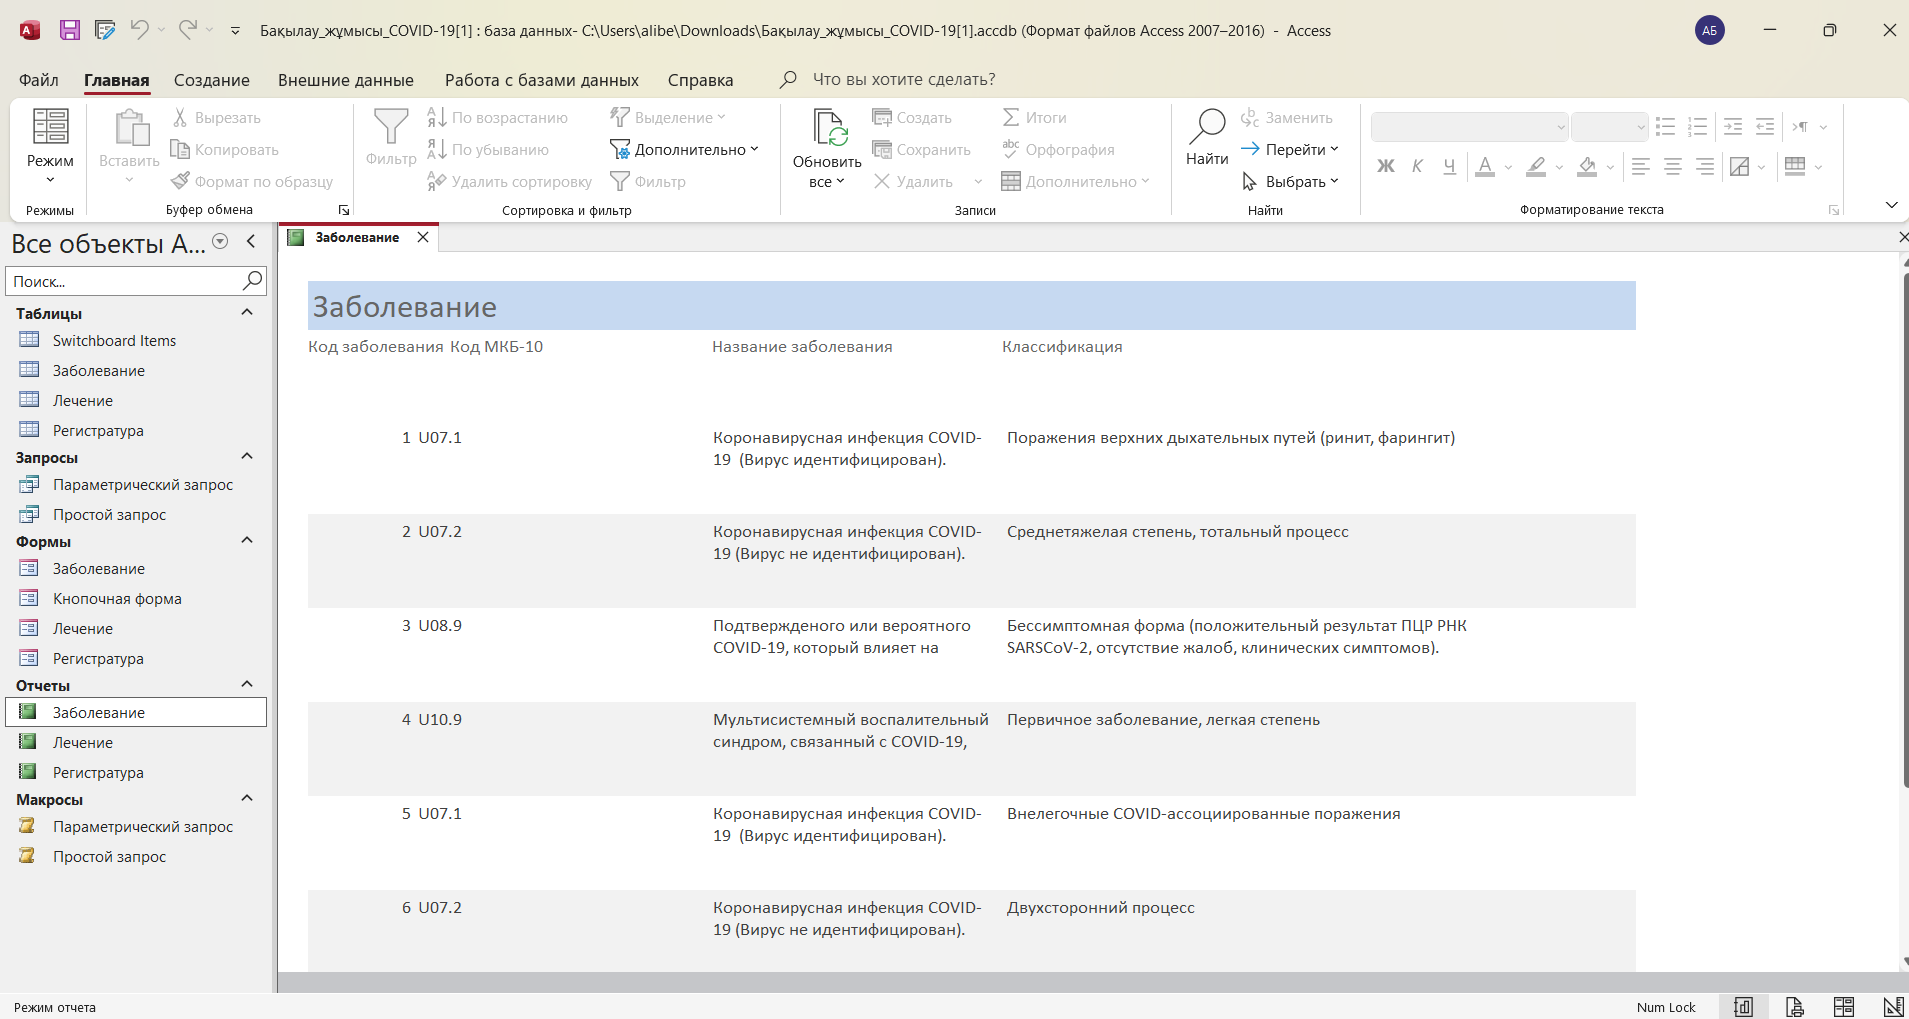 Бақылау_жұмысы_COVID-19[1] : база данных- C:\Users\alibe\Downloads\Бақылау_жұмысы_COVID-19[1].accdb (Формат файлов Access 2007–2016) - Access
АБ
Файл Главная Создание Внешние данные Работа с базами данных Справка Что вы хотите сделать?
Режим
Режимы
Вставить
Вырезать
Копировать
Формат по образцу
Буфер обмена
Фильтр
По возрастанию
По убыванию
Удалить сортировку
Выделение
Дополнительно
Фильтр
Сортировка и фильтр
Обновить
все
Создать
Сохранить
Удалить
Итоги
Орфография
Дополнительно
Записи
Найти
Заменить
Перейти
Выбрать
Найти
Ж К Ч А
Форматирование текста
Все объекты A...
Поиск...
Таблицы
Switchboard Items
Заболевание
Лечение
Регистратура
Запросы
Параметрический запрос
Простой запрос
Формы
Заболевание
Кнопочная форма
Лечение
Регистратура
Отчеты
Заболевание
Лечение
Регистратура
Макросы
Параметрический запрос
Простой запрос
Заболевание
Заболевание
Код заболевания Код МКБ-10 Название заболевания Классификация
1 U07.1 Коронавирусная инфекция COVID- Поражения верхних дыхательных путей (ринит, фарингит)
19 (Вирус идентифицирован).
2 U07.2 Коронавирусная инфекция COVID- Среднетяжелая степень, тотальный процесс
19 (Вирус не идентифицирован).
3 U08.9 Подтвержденого или вероятного Бессимптомная форма (положительный результат ПЦР РНК
COVID-19, который влияет на SARSCoV-2, отсутствие жалоб, клинических симптомов).
4 U10.9 Мультисистемный воспалительный Первичное заболевание, легкая степень
синдром, связанный с COVID-19,
5 U07.1 Коронавирусная инфекция COVID- Внелегочные COVID-ассоциированные поражения
19 (Вирус идентифицирован).
6 U07.2 Коронавирусная инфекция COVID- Двухсторонний процесс
19 (Вирус не идентифицирован).
Режим отчета
Num Lock